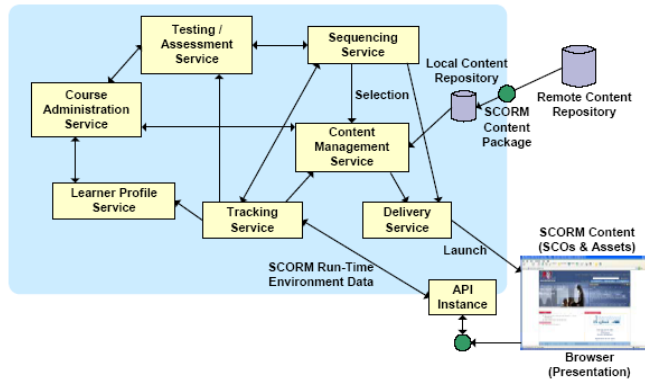 Testing /
Assessment
Service
Sequencing
Service
Local Content
Repository
Remote Content
Repository
SCORM
Content
Package
Course
Administration
Service
Selection
Content
Management
Service
Learner Profile
Service
Tracking
Service
Delivery
Service
Launch
SCORM Content
(SCOs & Assets)
SCORM Run-Time
Environment Data
API
Instance
Browser
(Presentation)